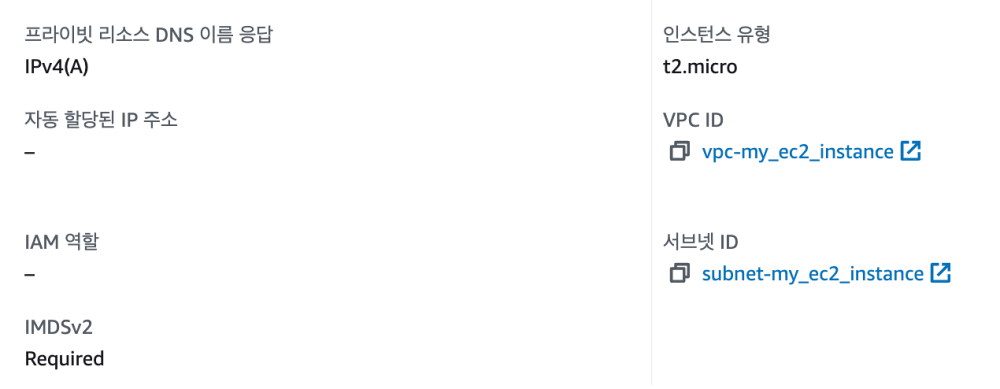 프라이빗 리소스 DNS 이름 응답
IPv4(A)
자동 할당된 IP 주소
–
IAM 역할
–
IMDSv2
Required
인스턴스 유형
t2.micro
VPC ID
vpc-my_ec2_instance
서브넷 ID
subnet-my_ec2_instance